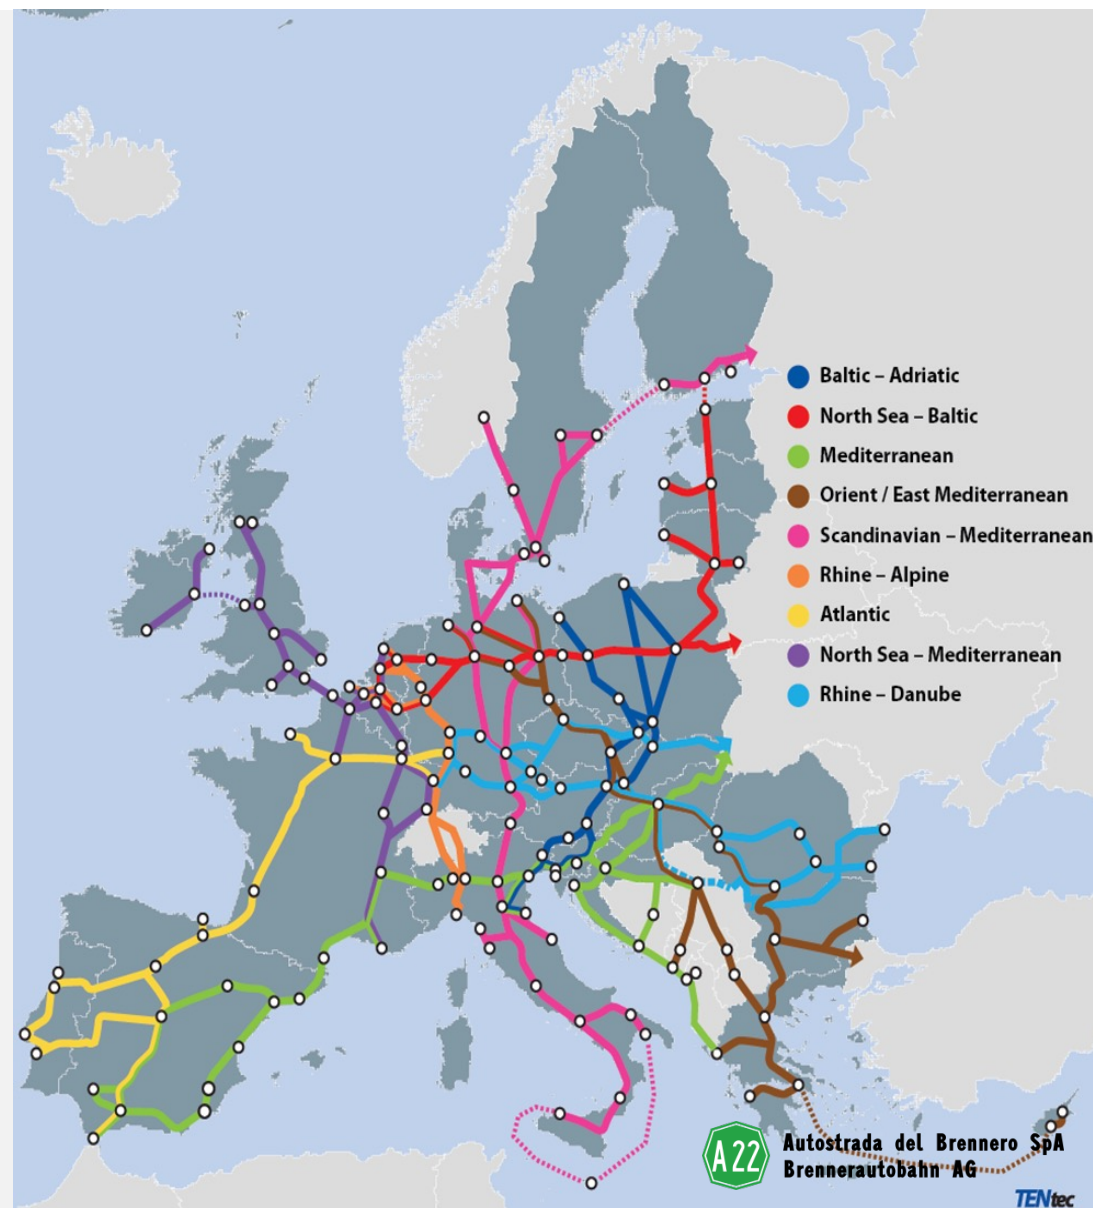 Baltic – Adriatic
North Sea – Baltic
Mediterranean
Orient / East Mediterranean
Scandinavian – Mediterranean
Rhine – Alpine
Atlantic
North Sea – Mediterranean
Rhine – Danube
A 22
Autostrada del Brennero SpA
Brennerautobahn AG
TENtec